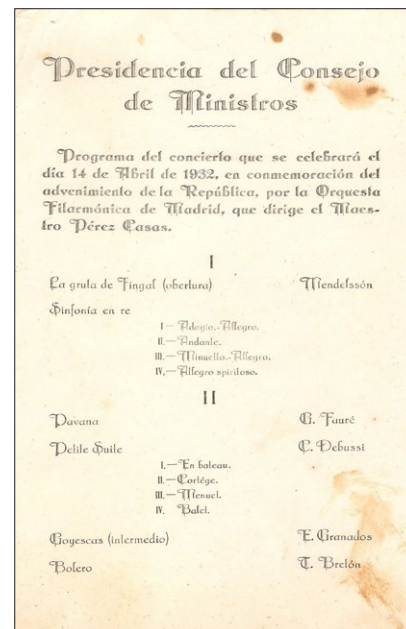 Presidencia del Consejo
de Ministros
Programa del concierto que se celebrará el
día 14 de Abril de 1932, en conmemoración del
advenimiento de la República, por la Orquesta
Filarmónica de Madrid, que dirige el Maes-
tro Pérez Casas.
I
La gruta de Fingal (obertura) Mendelssón
Sinfonía en re
I — Adagio.-Allegro.
II.—Andante.
III.—Minuetto.-Allegro.
IV.—Allegro spiritoso.
II
Pavana G. Fauré
Petite Suite C. Debussi
I.—En bateau.
II.—Cortége.
III.—Menuet.
IV. Balet.
Goyescas (intermedio) E. Granados
Bolero T. Bretón